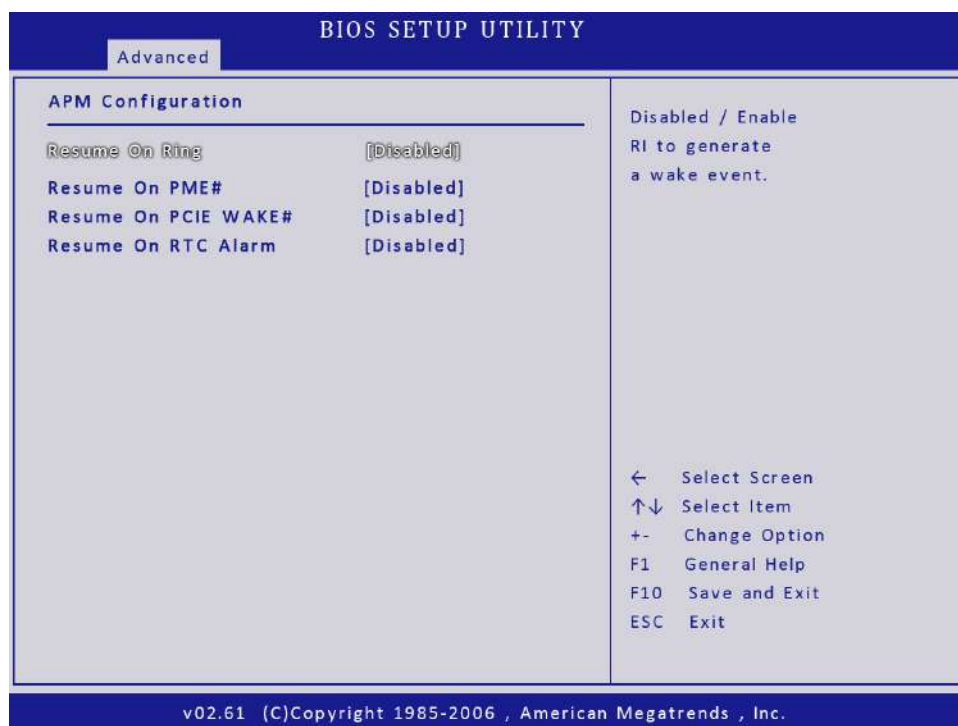 BIOS SETUP UTILITY
Advanced
APM Configuration
Resume On Ring [Disabled]
Resume On PME# [Disabled]
Resume On PCIE WAKE# [Disabled]
Resume On RTC Alarm [Disabled]
Disabled / Enable
RI to generate
a wake event.
← Select Screen
↑↓ Select Item
+- Change Option
F1 General Help
F10 Save and Exit
ESC Exit
v02.61 (C)Copyright 1985-2006 , American Megatrends , Inc.